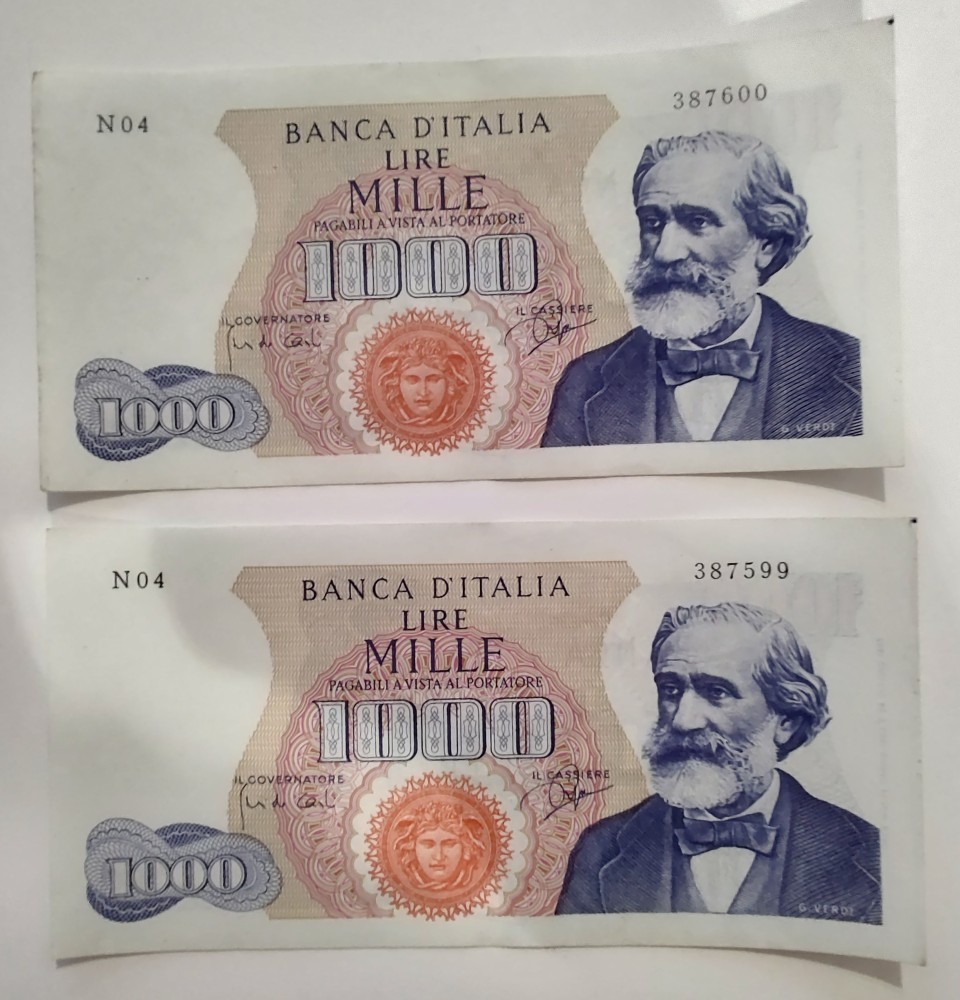 N04
387600
BANCA D'ITALIA
LIRE
MILLE
PAGABILI A VISTA AL PORTATORE
1000
IL GOVERNATORE
IL CASSIERE
1000
G. VERDI
N04
387599
BANCA D'ITALIA
LIRE
MILLE
PAGABILI A VISTA AL PORTATORE
1000
IL GOVERNATORE
IL CASSIERE
1000
G. VERDI